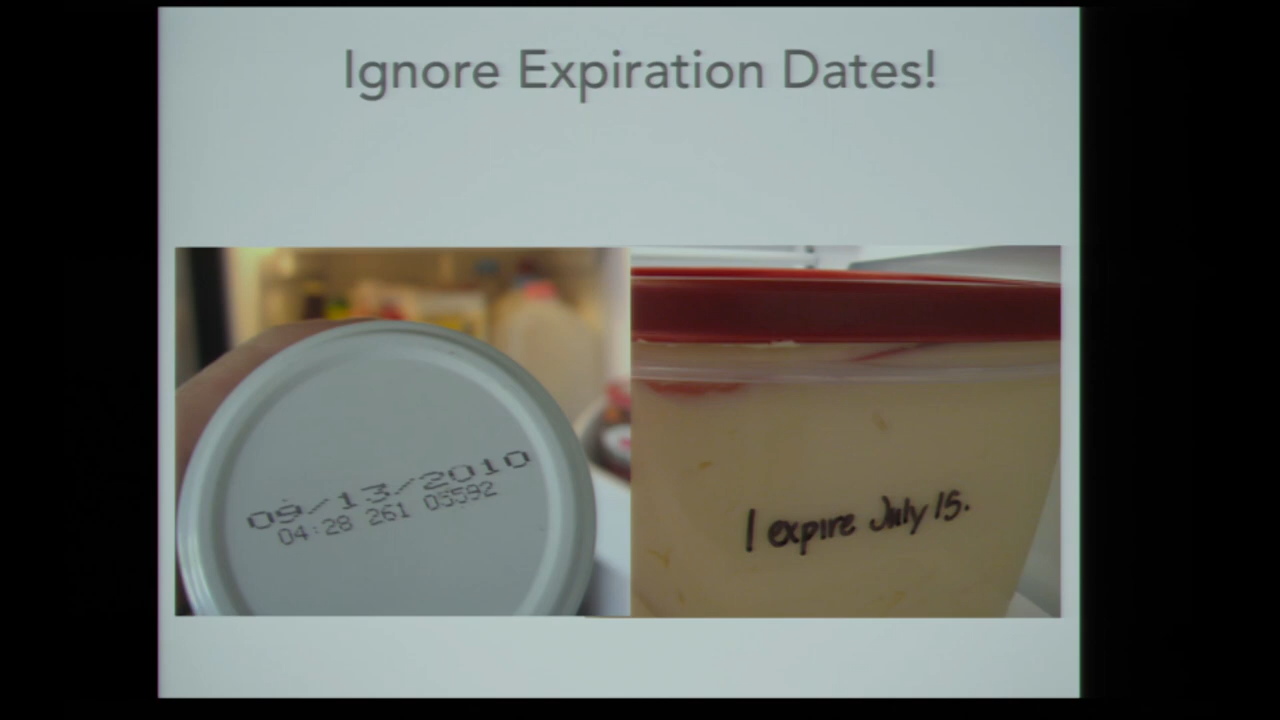 Ignore Expiration Dates!
09/13/2010
04:28 261 05592
I expire July 15.